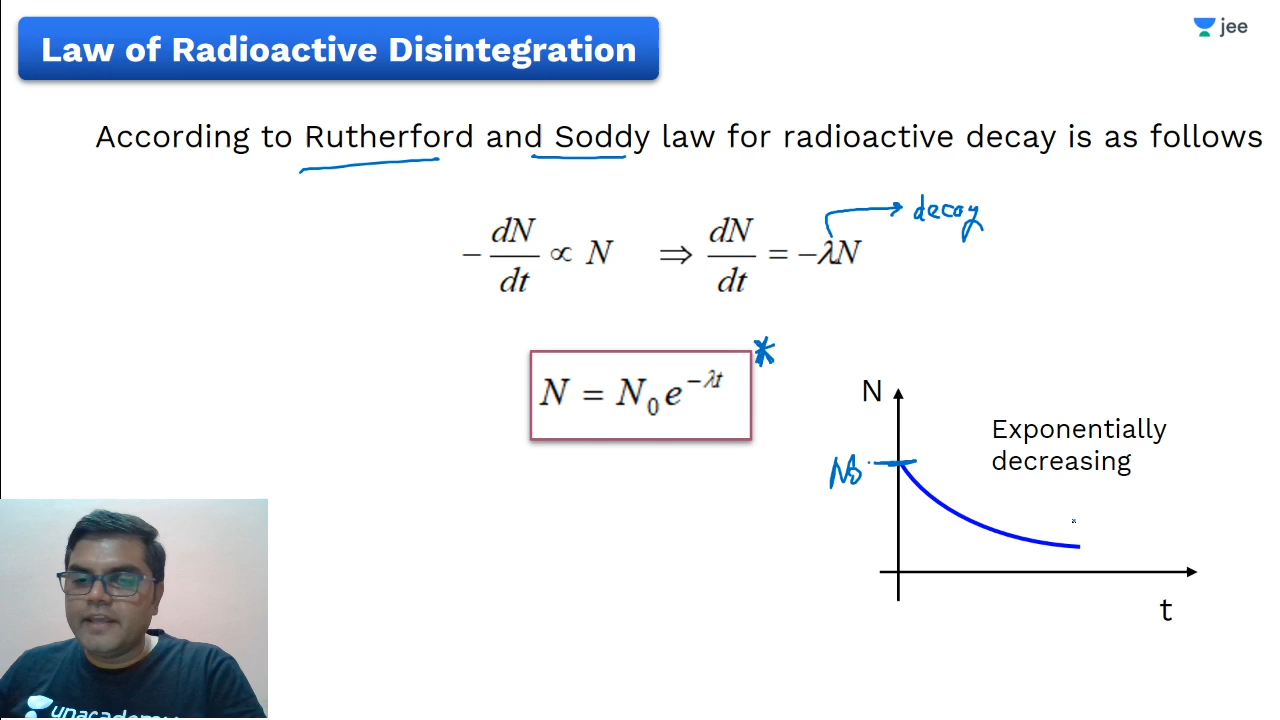 Law of Radioactive Disintegration
jee
According to Rutherford and Soddy law for radioactive decay is as follows
decay
-dN/dt ∝ N ⇒ dN/dt = -λN
*
N = N₀e^{-λt}
N
Exponentially
decreasing
N₀
t
unacademy